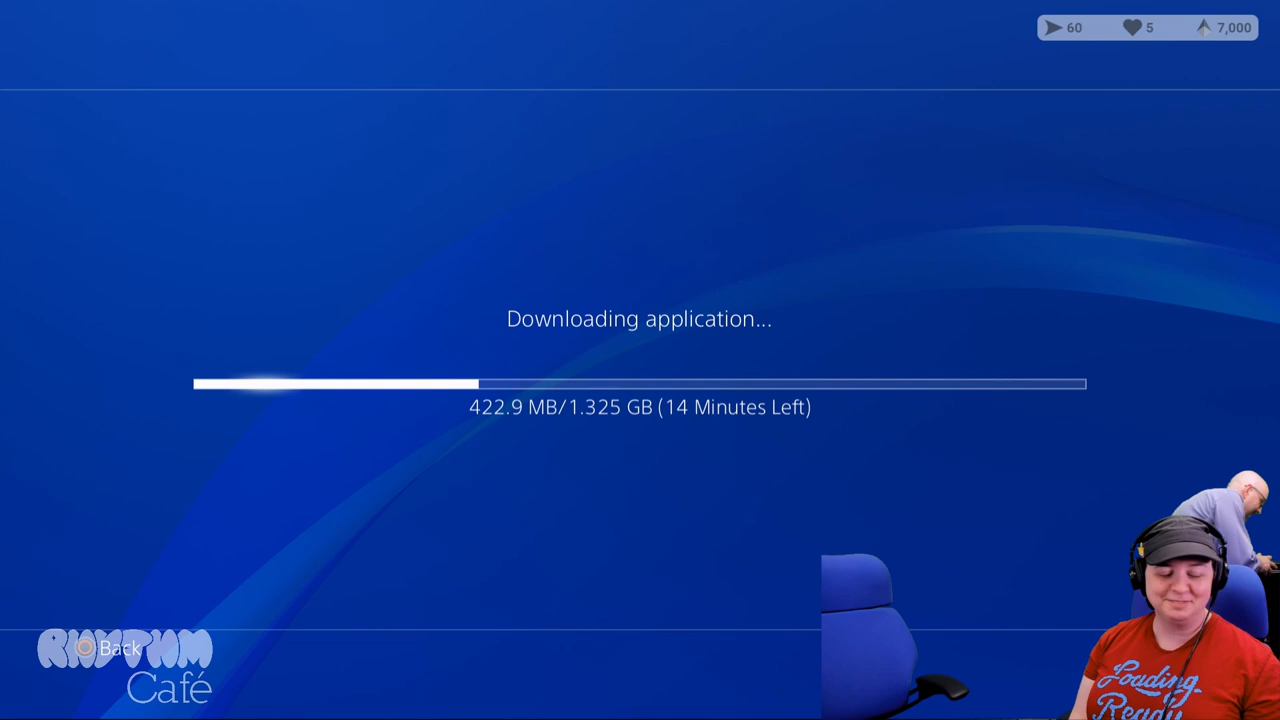 60 5 7,000
Downloading application...
422.9 MB/1.325 GB (14 Minutes Left)
Back
RHYTHM
Café
Loading
Ready